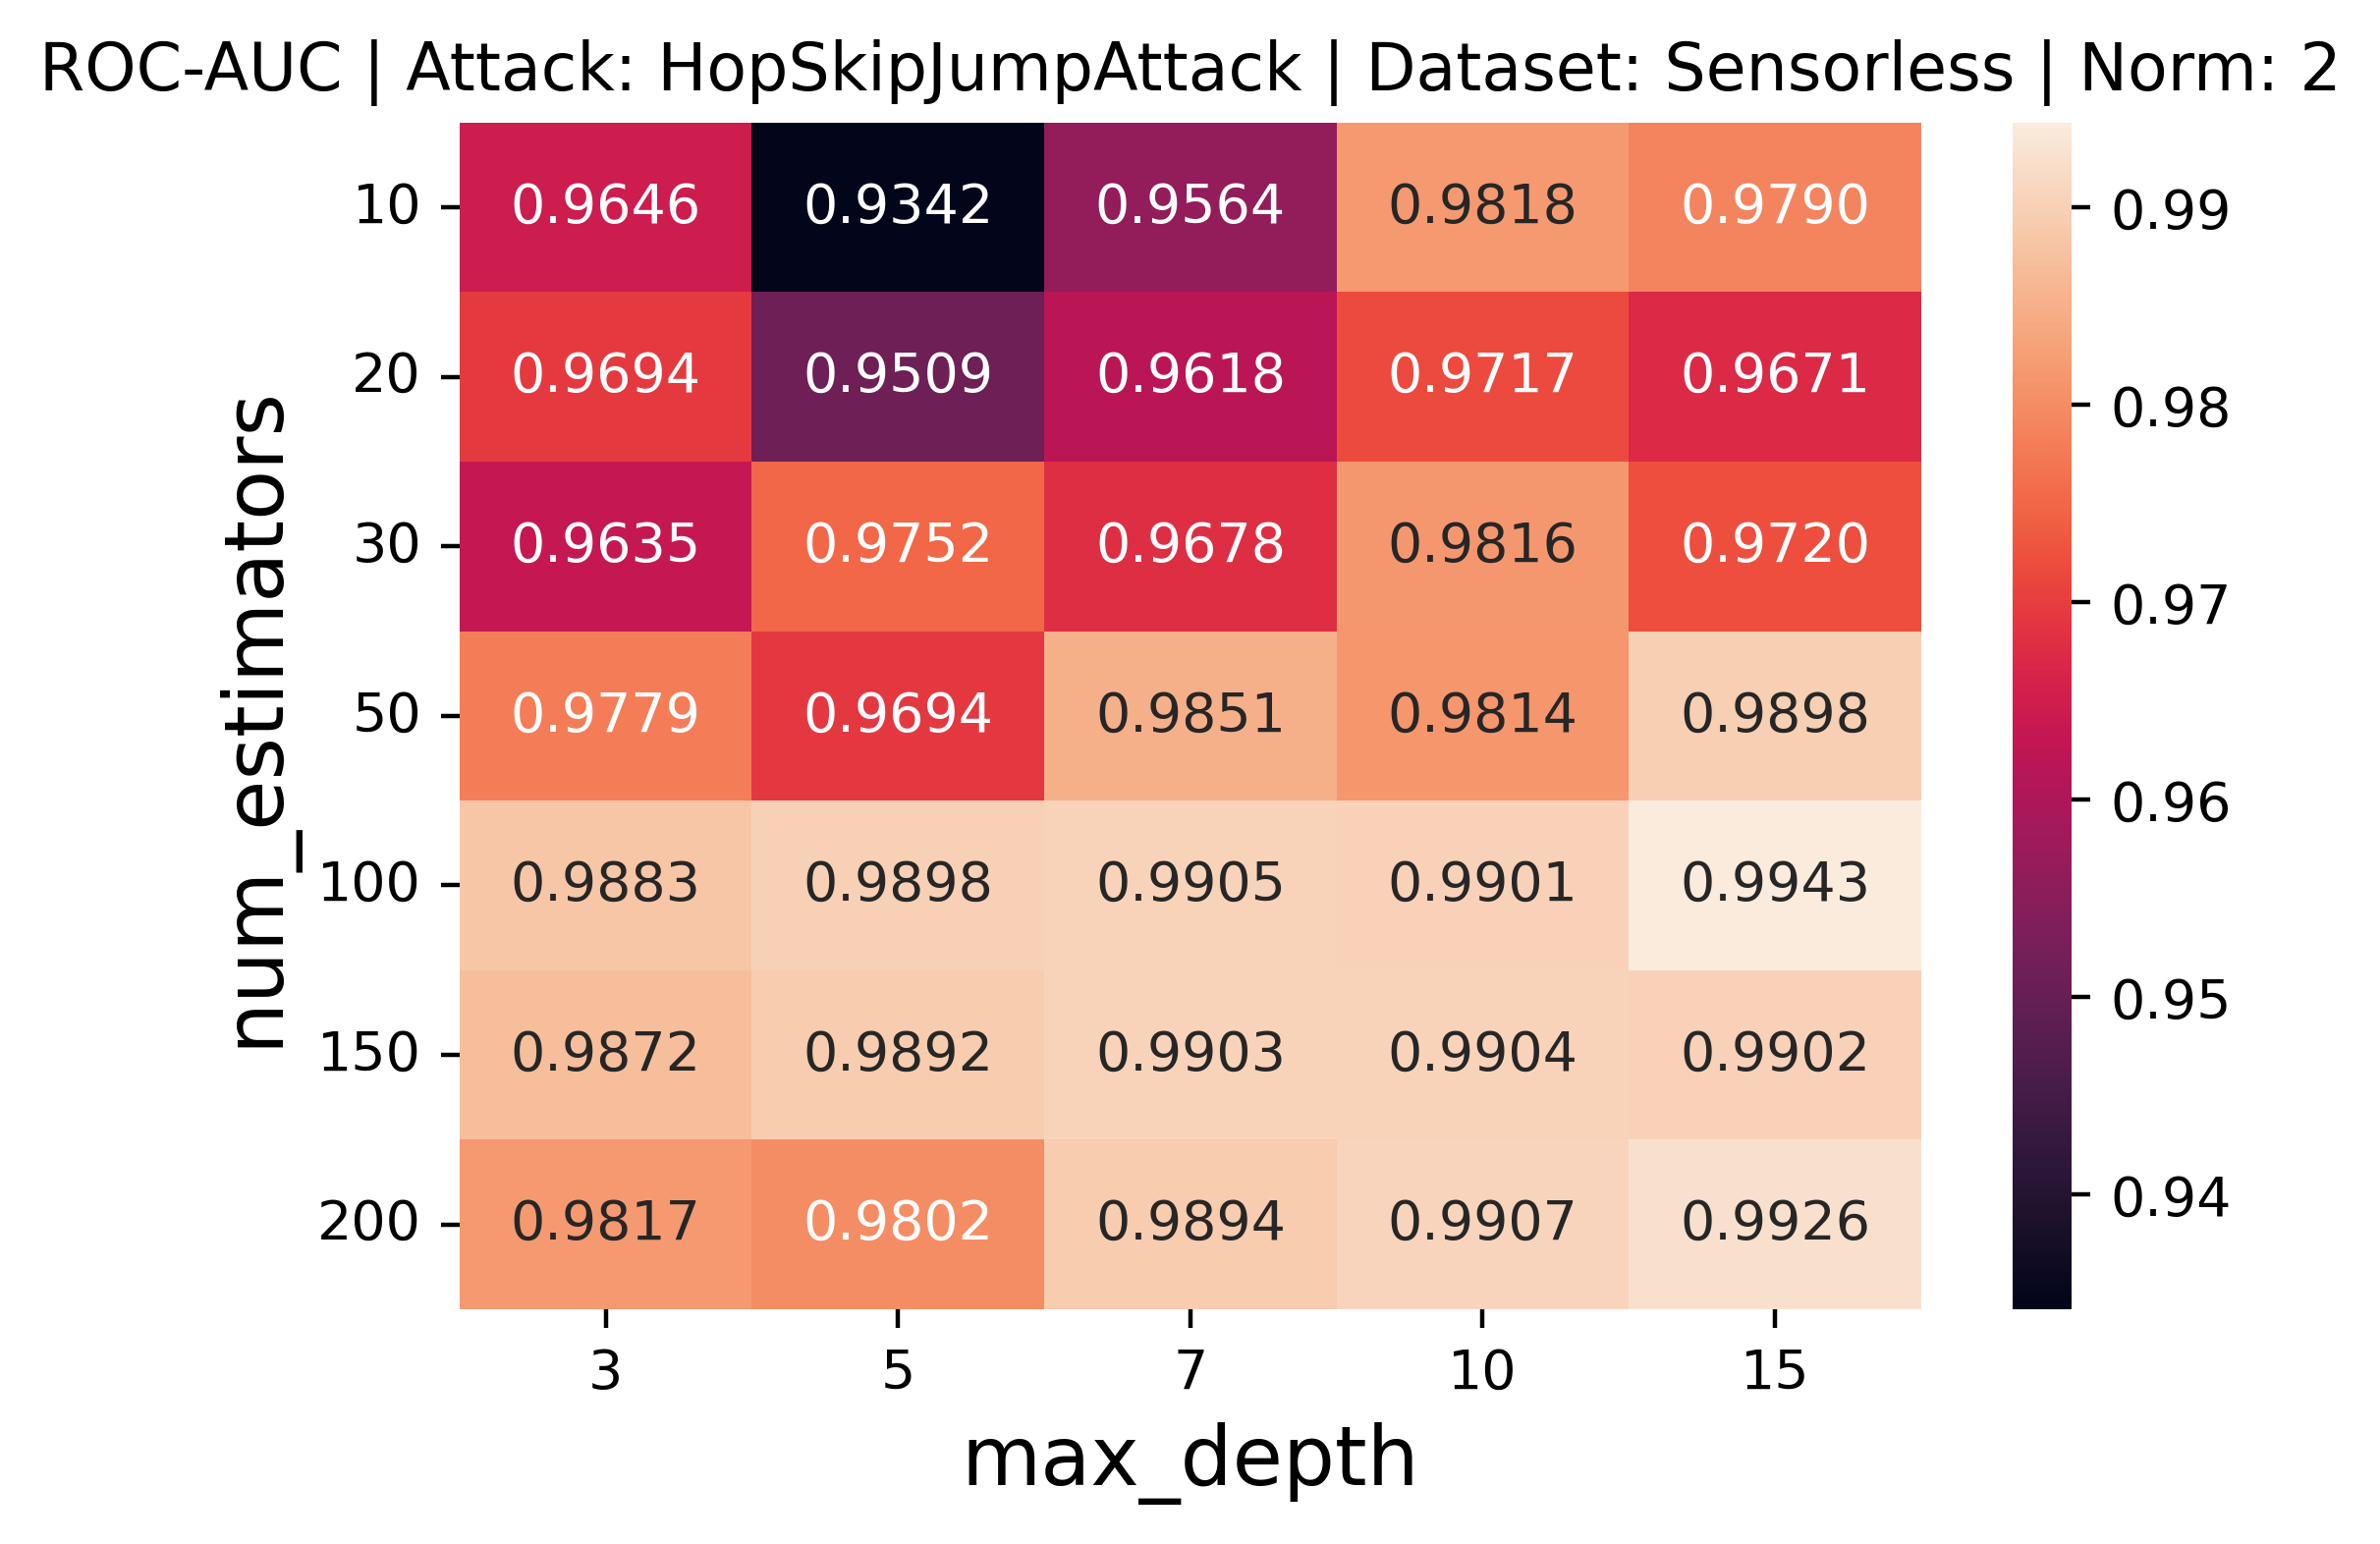 ROC-AUC | Attack: HopSkipJumpAttack | Dataset: Sensorless | Norm: 2
num_estimators
10 0.9646 0.9342 0.9564 0.9818 0.9790
20 0.9694 0.9509 0.9618 0.9717 0.9671
30 0.9635 0.9752 0.9678 0.9816 0.9720
50 0.9779 0.9694 0.9851 0.9814 0.9898
100 0.9883 0.9898 0.9905 0.9901 0.9943
150 0.9872 0.9892 0.9903 0.9904 0.9902
200 0.9817 0.9802 0.9894 0.9907 0.9926
3 5 7 10 15
max_depth
0.99
0.98
0.97
0.96
0.95
0.94